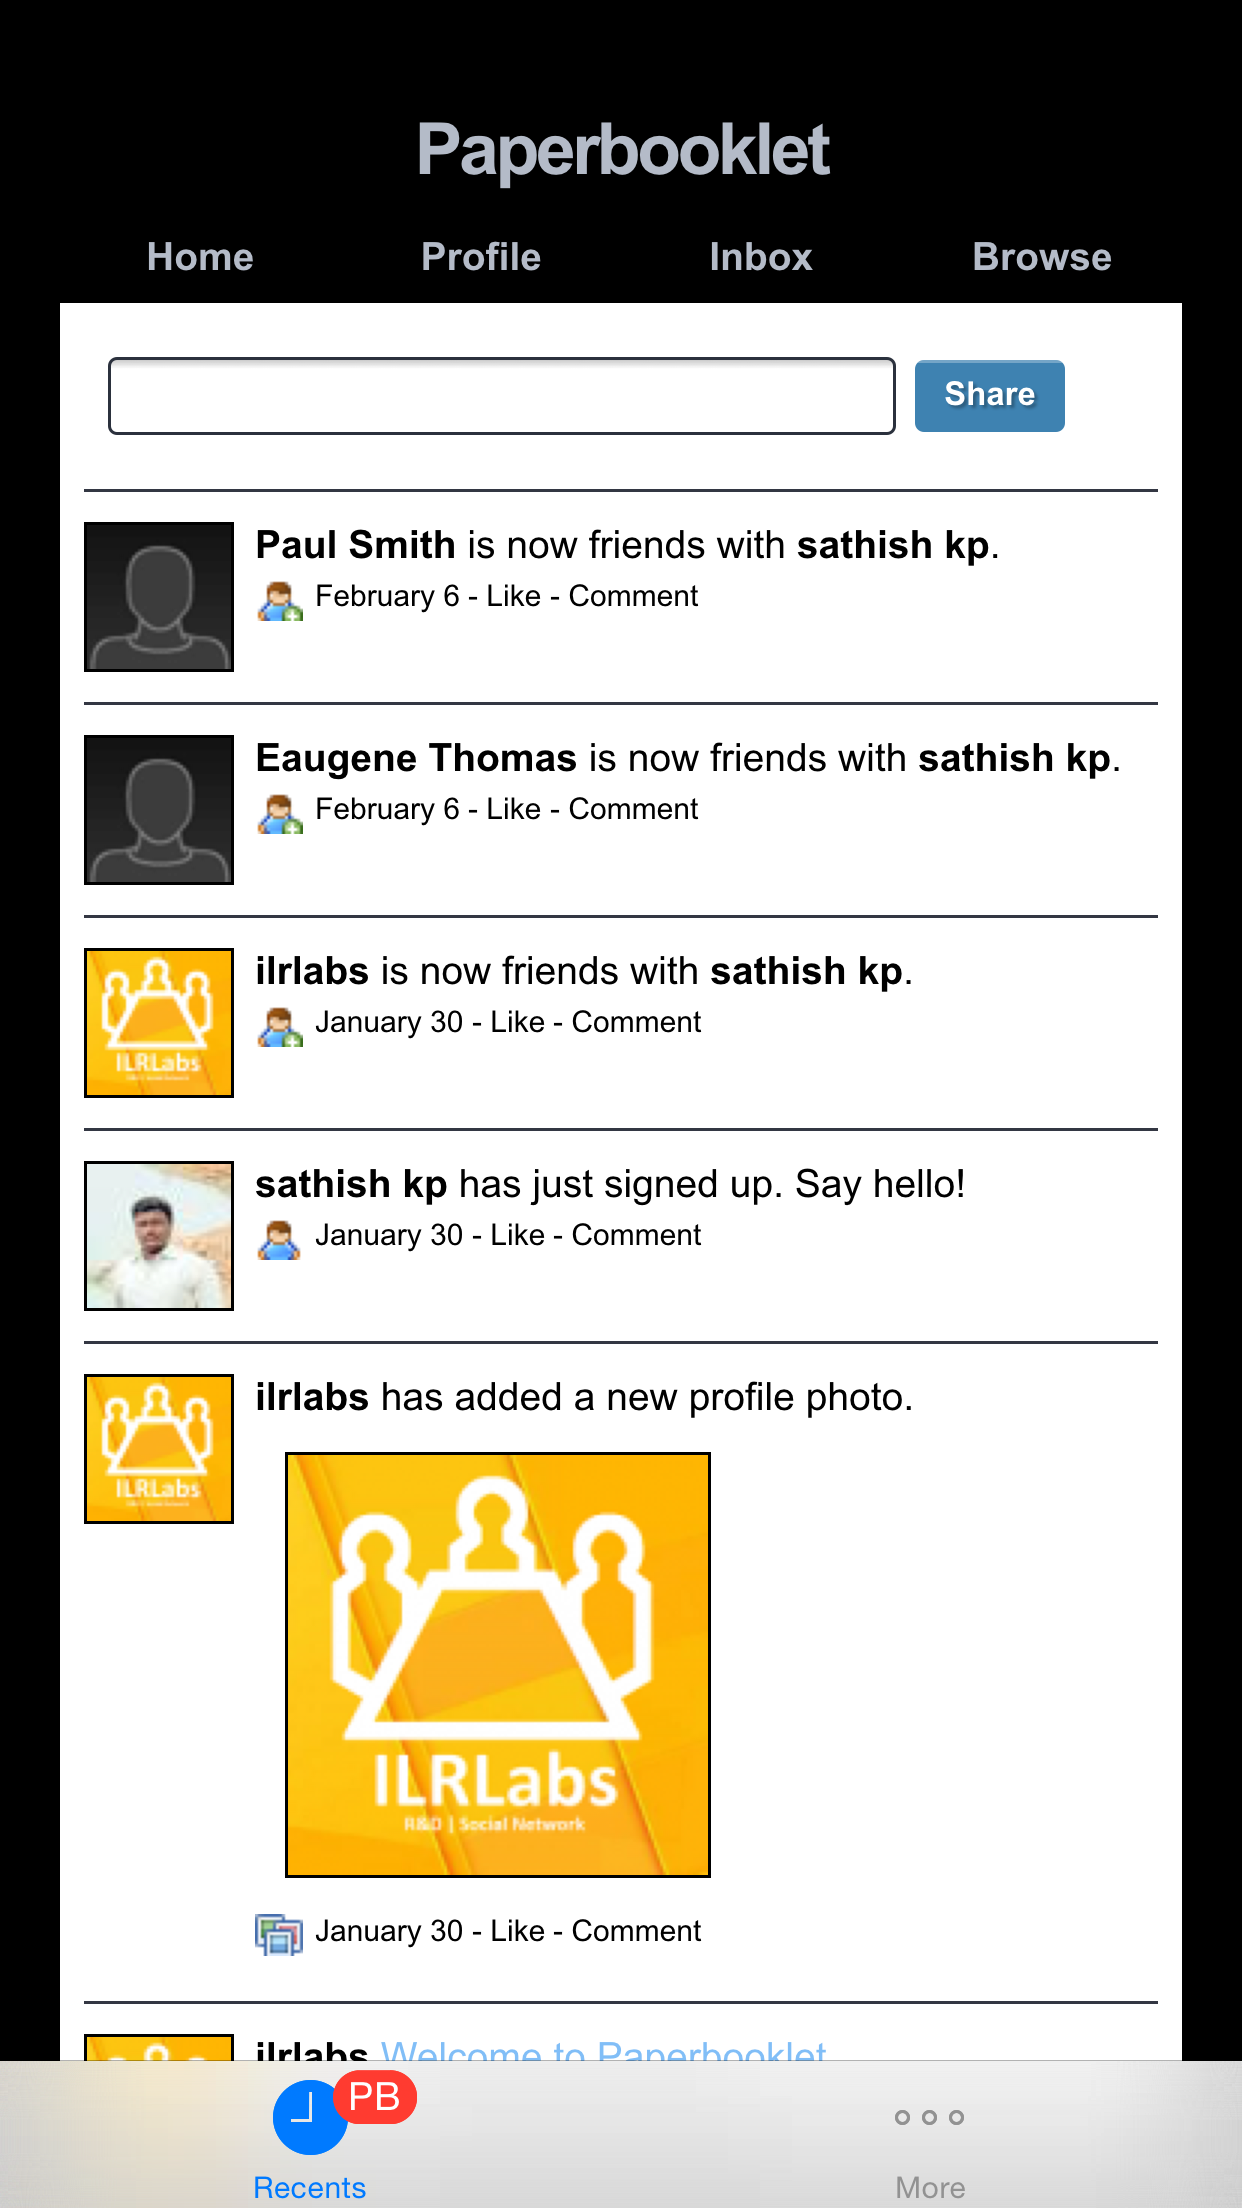 Paperbooklet
Home Profile Inbox Browse
Share
Paul Smith is now friends with sathish kp.
February 6 - Like - Comment
Eaugene Thomas is now friends with sathish kp.
February 6 - Like - Comment
ilrlabs is now friends with sathish kp.
January 30 - Like - Comment
ILRLabs
sathish kp has just signed up. Say hello!
January 30 - Like - Comment
ilrlabs has added a new profile photo.
ILRLabs
ILRLabs
R&D | Social Network
January 30 - Like - Comment
ilrlabs Welcome to Paperbooklet
PB
Recents More